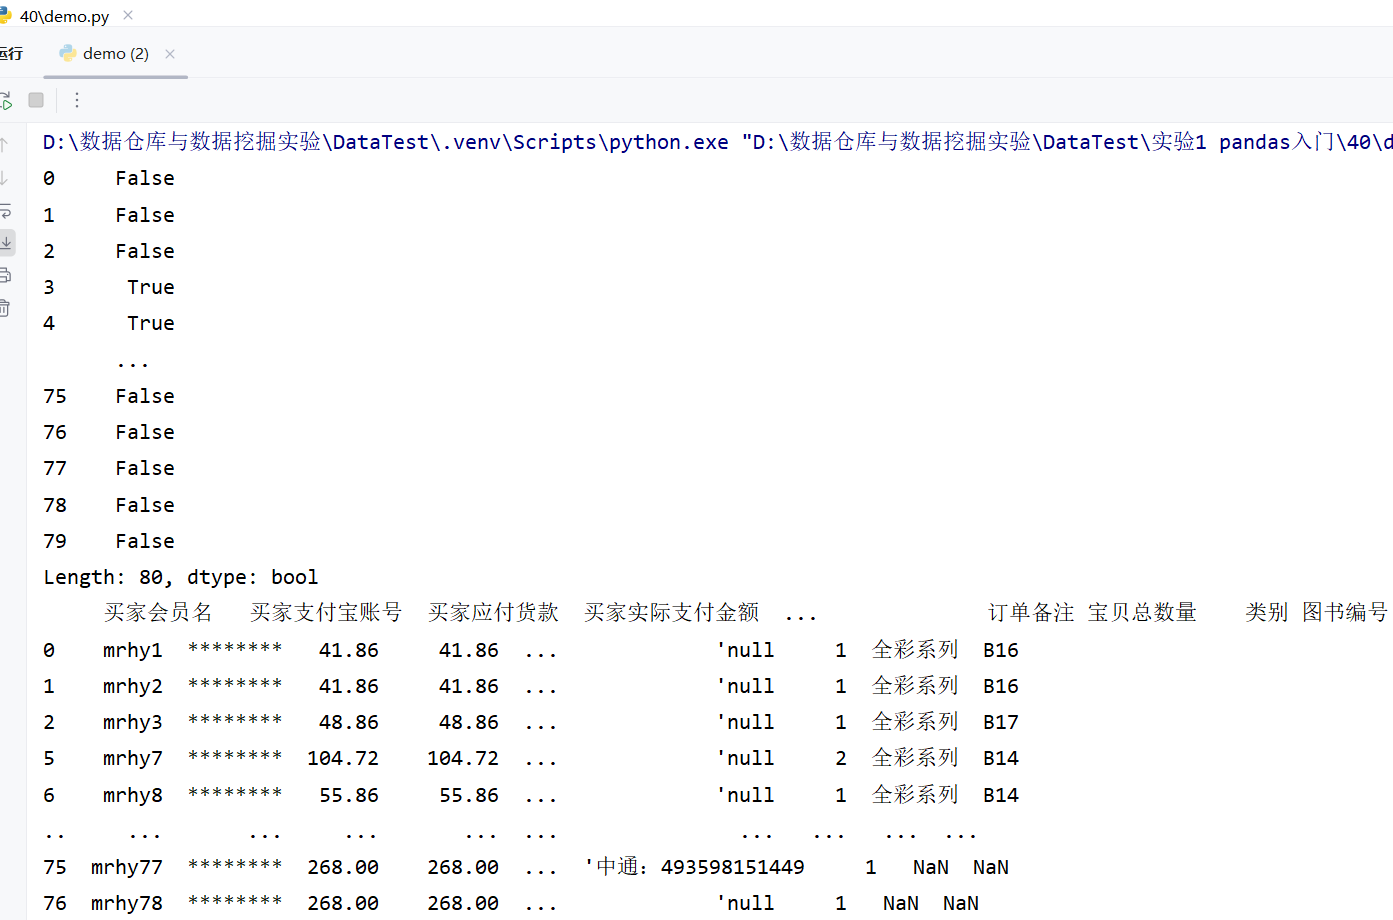 40\demo.py
运行 demo (2)
D:\数据仓库与数据挖掘实验\DataTest\.venv\Scripts\python.exe "D:\数据仓库与数据挖掘实验\DataTest\实验1 pandas入门\40\d
0 False
1 False
2 False
3 True
4 True
...
75 False
76 False
77 False
78 False
79 False
Length: 80, dtype: bool
买家会员名 买家支付宝账号 买家应付货款 买家实际支付金额 ... 订单备注 宝贝总数量 类别 图书编号
0 mrhy1 ******** 41.86 41.86 ... 'null 1 全彩系列 B16
1 mrhy2 ******** 41.86 41.86 ... 'null 1 全彩系列 B16
2 mrhy3 ******** 48.86 48.86 ... 'null 1 全彩系列 B17
5 mrhy7 ******** 104.72 104.72 ... 'null 2 全彩系列 B14
6 mrhy8 ******** 55.86 55.86 ... 'null 1 全彩系列 B14
.. ... ... ... ... ... ... ... ... ...
75 mrhy77 ******** 268.00 268.00 ... '中通：493598151449 1 NaN NaN
76 mrhy78 ******** 268.00 268.00 ... 'null 1 NaN NaN